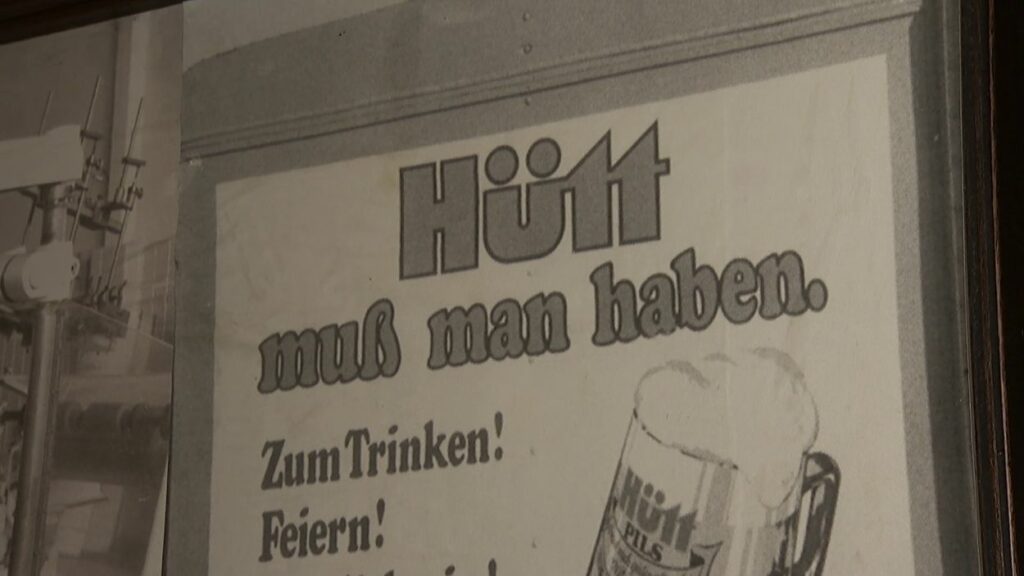 Hütt
muß man haben.
Zum Trinken!
Feiern!
Hütt
PILS